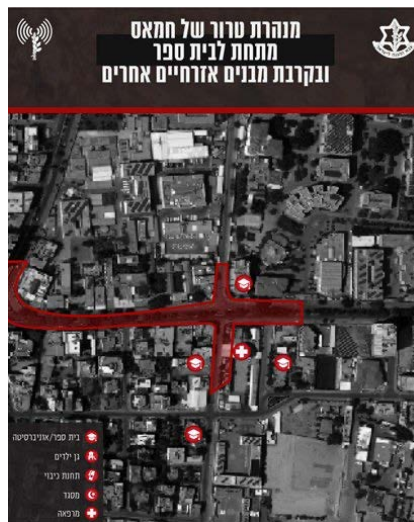 מנהרת טרור של חמאס
מתחת לבית ספר
ובקרבת מבנים אזרחיים אחרים
בית ספר/אוניברסיטה
גן ילדים
תחנת כיבוי
מסגד
מרפאה